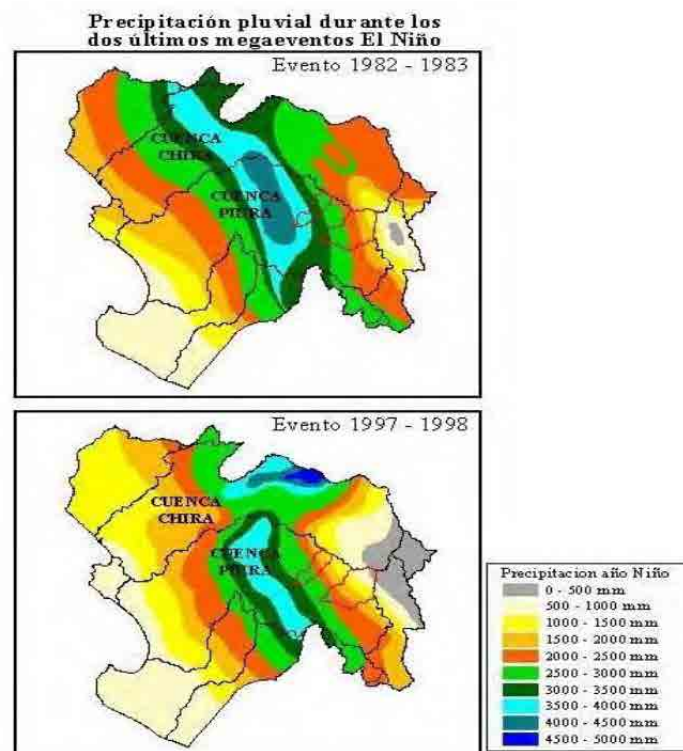 Precipitación pluvial durante los
dos últimos megaeventos El Niño
Evento 1982 - 1983
CUENCA
CHIRA
CUENCA
PIURA
Evento 1997 - 1998
CUENCA
CHIRA
CUENCA
PIURA
Precipitacion año Niño
0 - 500 mm
500 - 1000 mm
1000 - 1500 mm
1500 - 2000 mm
2000 - 2500 mm
2500 - 3000 mm
3000 - 3500 mm
3500 - 4000 mm
4000 - 4500 mm
4500 - 5000 mm